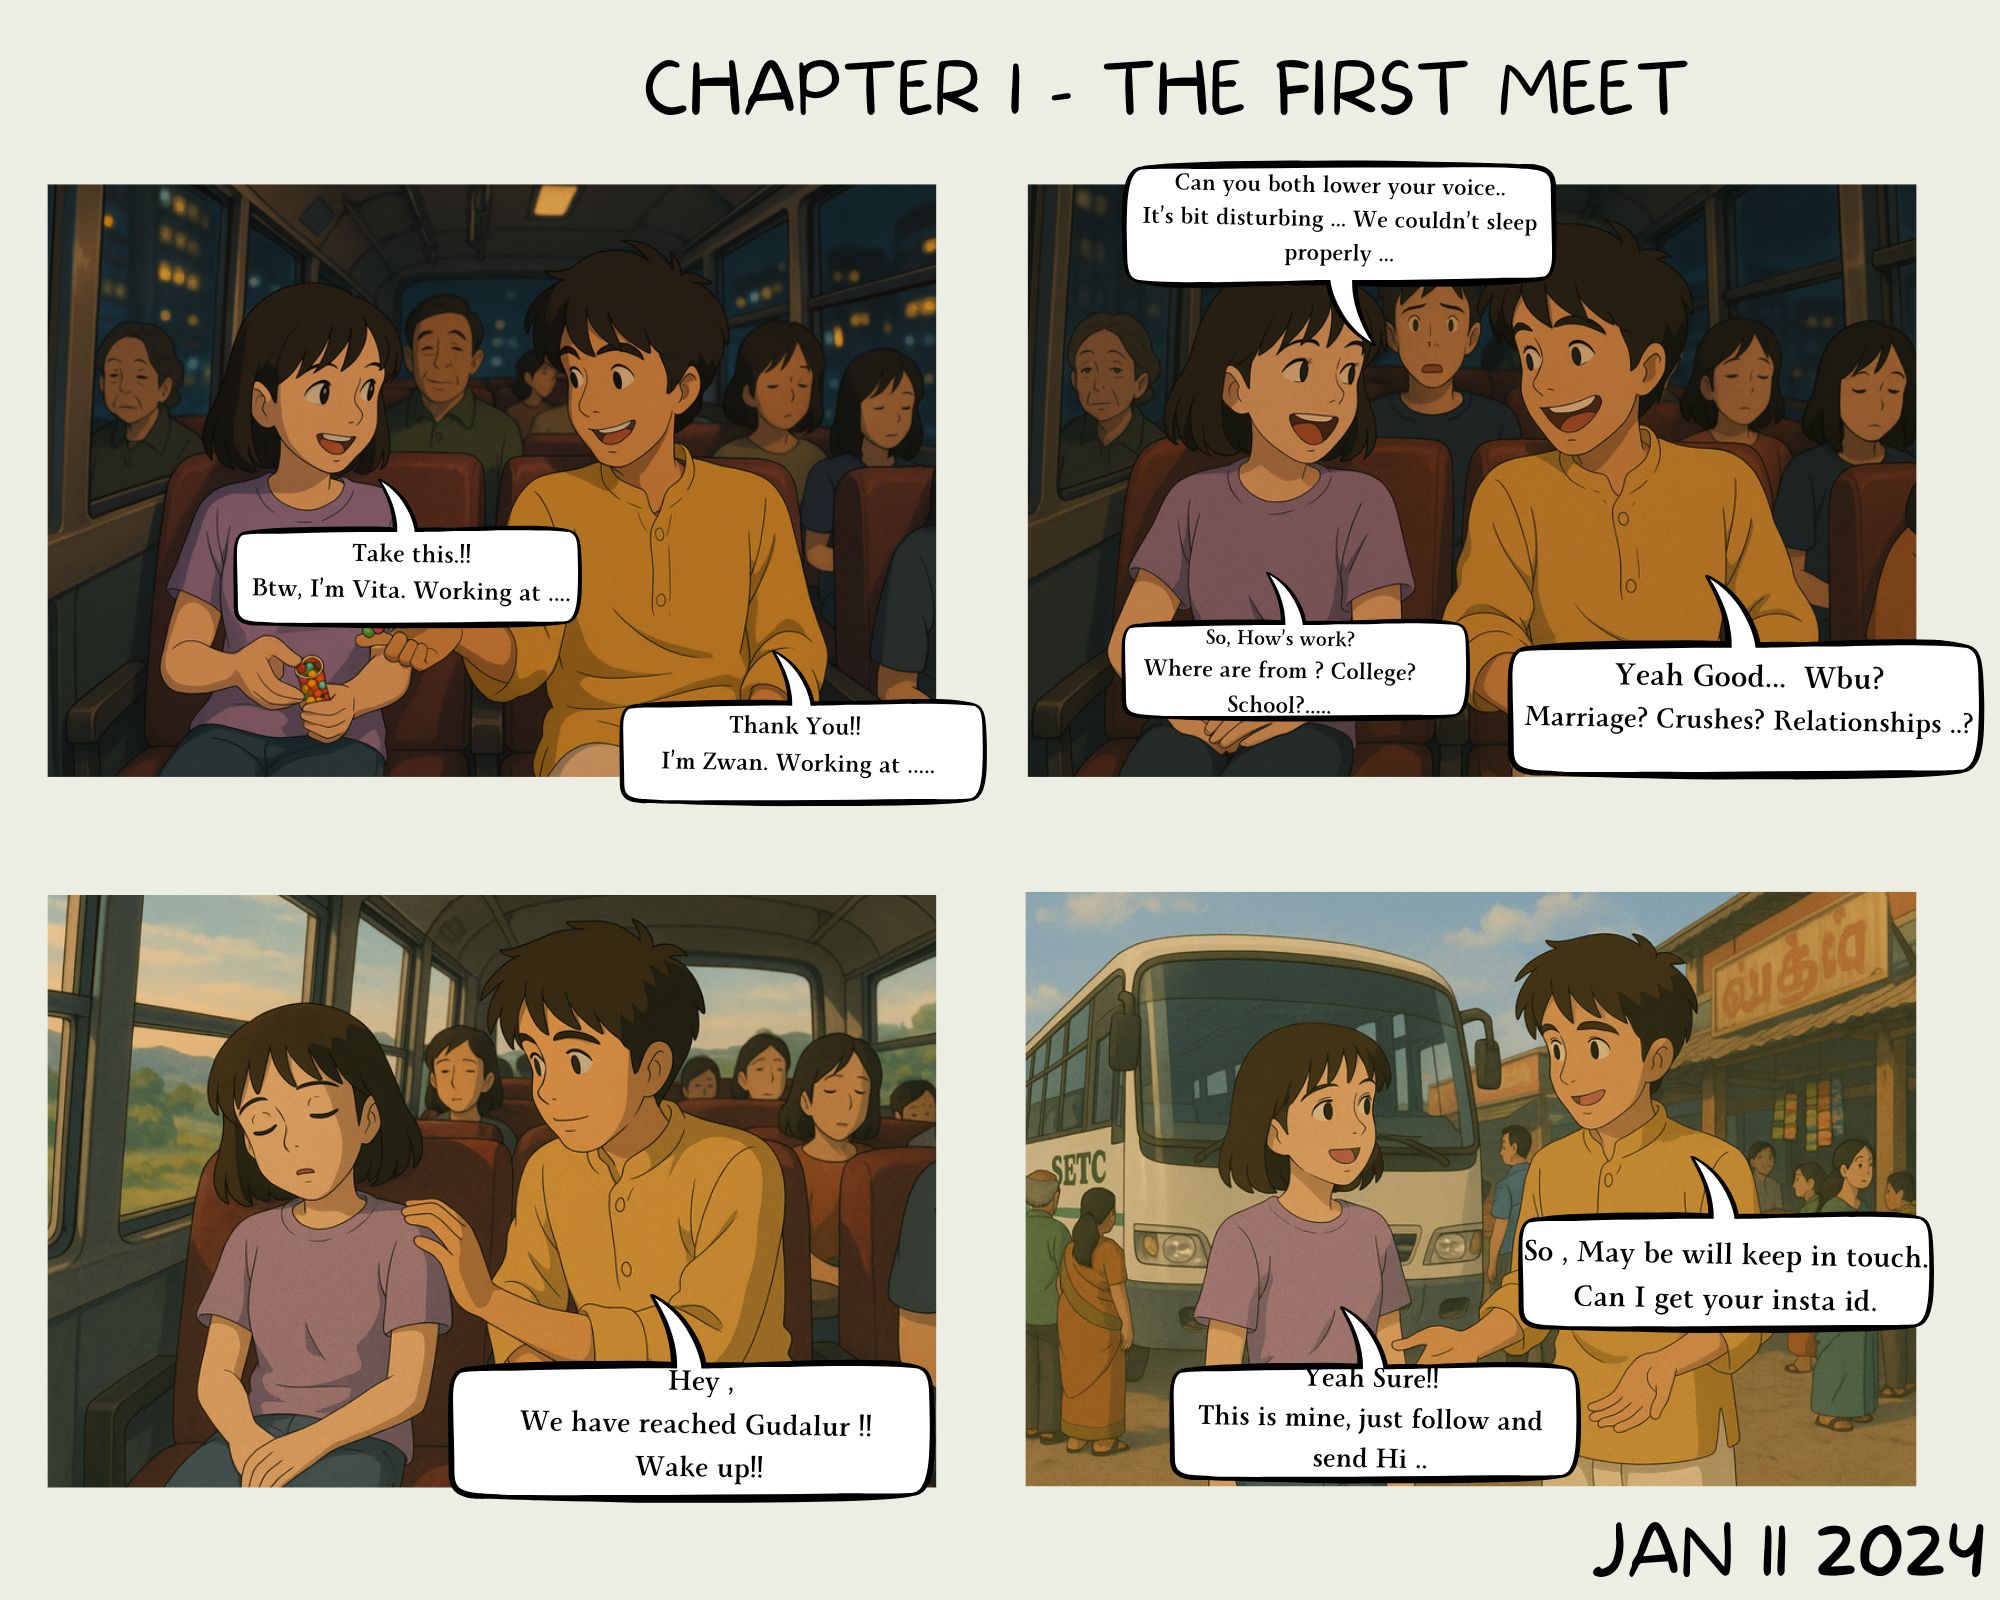 CHAPTER 1 - THE FIRST MEET
Take this.!!
Btw, I'm Vita. Working at ....
Thank You!!
I'm Zwan. Working at .....
Can you both lower your voice..
It's bit disturbing ... We couldn't sleep
properly ...
So, How's work?
Where are from ? College?
School?.....
Yeah Good... Wbu?
Marriage? Crushes? Relationships ..?
Hey ,
We have reached Gudalur !!
Wake up!!
SETC
So , May be will keep in touch.
Can I get your insta id.
Yeah Sure!!
This is mine, just follow and
send Hi ..
JAN 11 2024